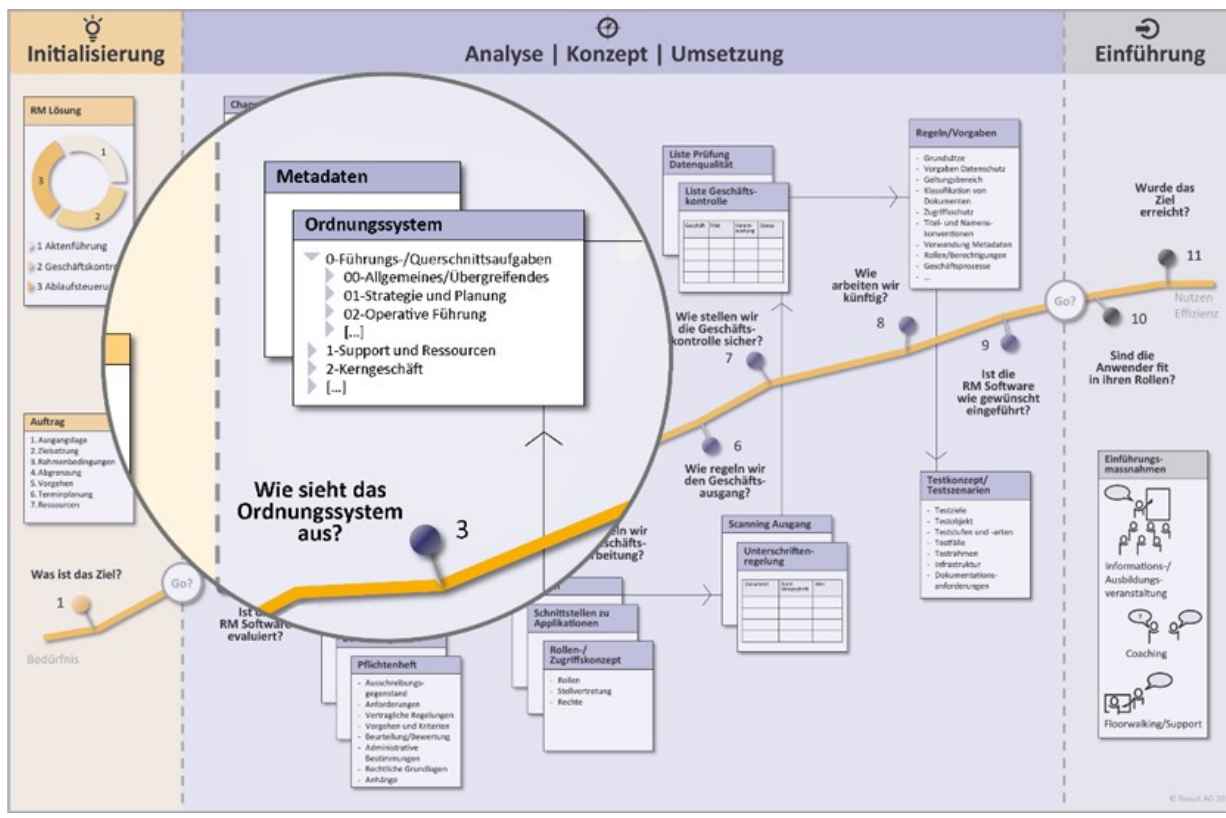 Initialisierung
Analyse | Konzept | Umsetzung
Einführung
RM Lösung
1
2
3
1 Aktenführung
2 Geschäftskontr
3 Ablaufsteuerun
Auftrag
1. Ausgangslage
2. Zielsetzung
3. Rahmenbedingungen
4. Abgrenzung
5. Vorgehen
6. Terminplanung
7. Ressourcen
Was ist das Ziel?
1
Bedürfnis
Go?
Metadaten
Ordnungssystem
0-Führungs-/Querschnittsaufgaben
00-Allgemeines/Übergreifendes
01-Strategie und Planung
02-Operative Führung
[...]
1-Support und Ressourcen
2-Kerngeschäft
[...]
Wie sieht das
Ordnungssystem
aus?
3
RM Software
evaluiert?
Pflichtenheft
- Ausschreibungs-
gegenstand
- Anforderungen
- Vertragliche Regelungen
- Vorgehen und Kriterien
- Beurteilung/Bewertung
- Administrative
Bestimmungen
- Rechtliche Grundlagen
- Anhänge
Schnittstellen zu
Applikationen
Rollen-/
Zugriffskonzept
- Rollen
- Stellvertretung
- Rechte
Liste Prüfung
Datenqualität
Liste Geschäfts-
kontrolle
Geschäft
Status
Wie stellen wir
die Geschäfts-
kontrolle sicher?
7
6
Wie regeln wir
den Geschäfts-
ausgang?
Scanning Ausgang
Unterschriften-
regelung
Dokument
Regeln/Vorgaben
- Grundsätze
- Vorgaben Datenschutz
- Geltungsbereich
- Klassifikation von
Dokumenten
- Zugriffsschutz
- Titel- und Namens-
konventionen
- Verwendung Metadaten
- Rollen/Berechtigungen
- Geschäftsprozesse
- ...
Wie
arbeiten wir
künftig?
8
9
Ist die
RM Software
wie gewünscht
eingeführt?
Testkonzept/
Testszenarien
- Testziele
- Testobjekt
- Teststufen und -arten
- Testfälle
- Testrahmen
- Infrastruktur
- Dokumentations-
anforderungen
Go?
Wurde das
Ziel
erreicht?
11
Nutzen
Effizienz
10
Sind die
Anwender fit
in ihren Rollen?
Einführungs-
massnahmen
Informations-/
Ausbildungs-
veranstaltung
Coaching
Floorwalking/Support